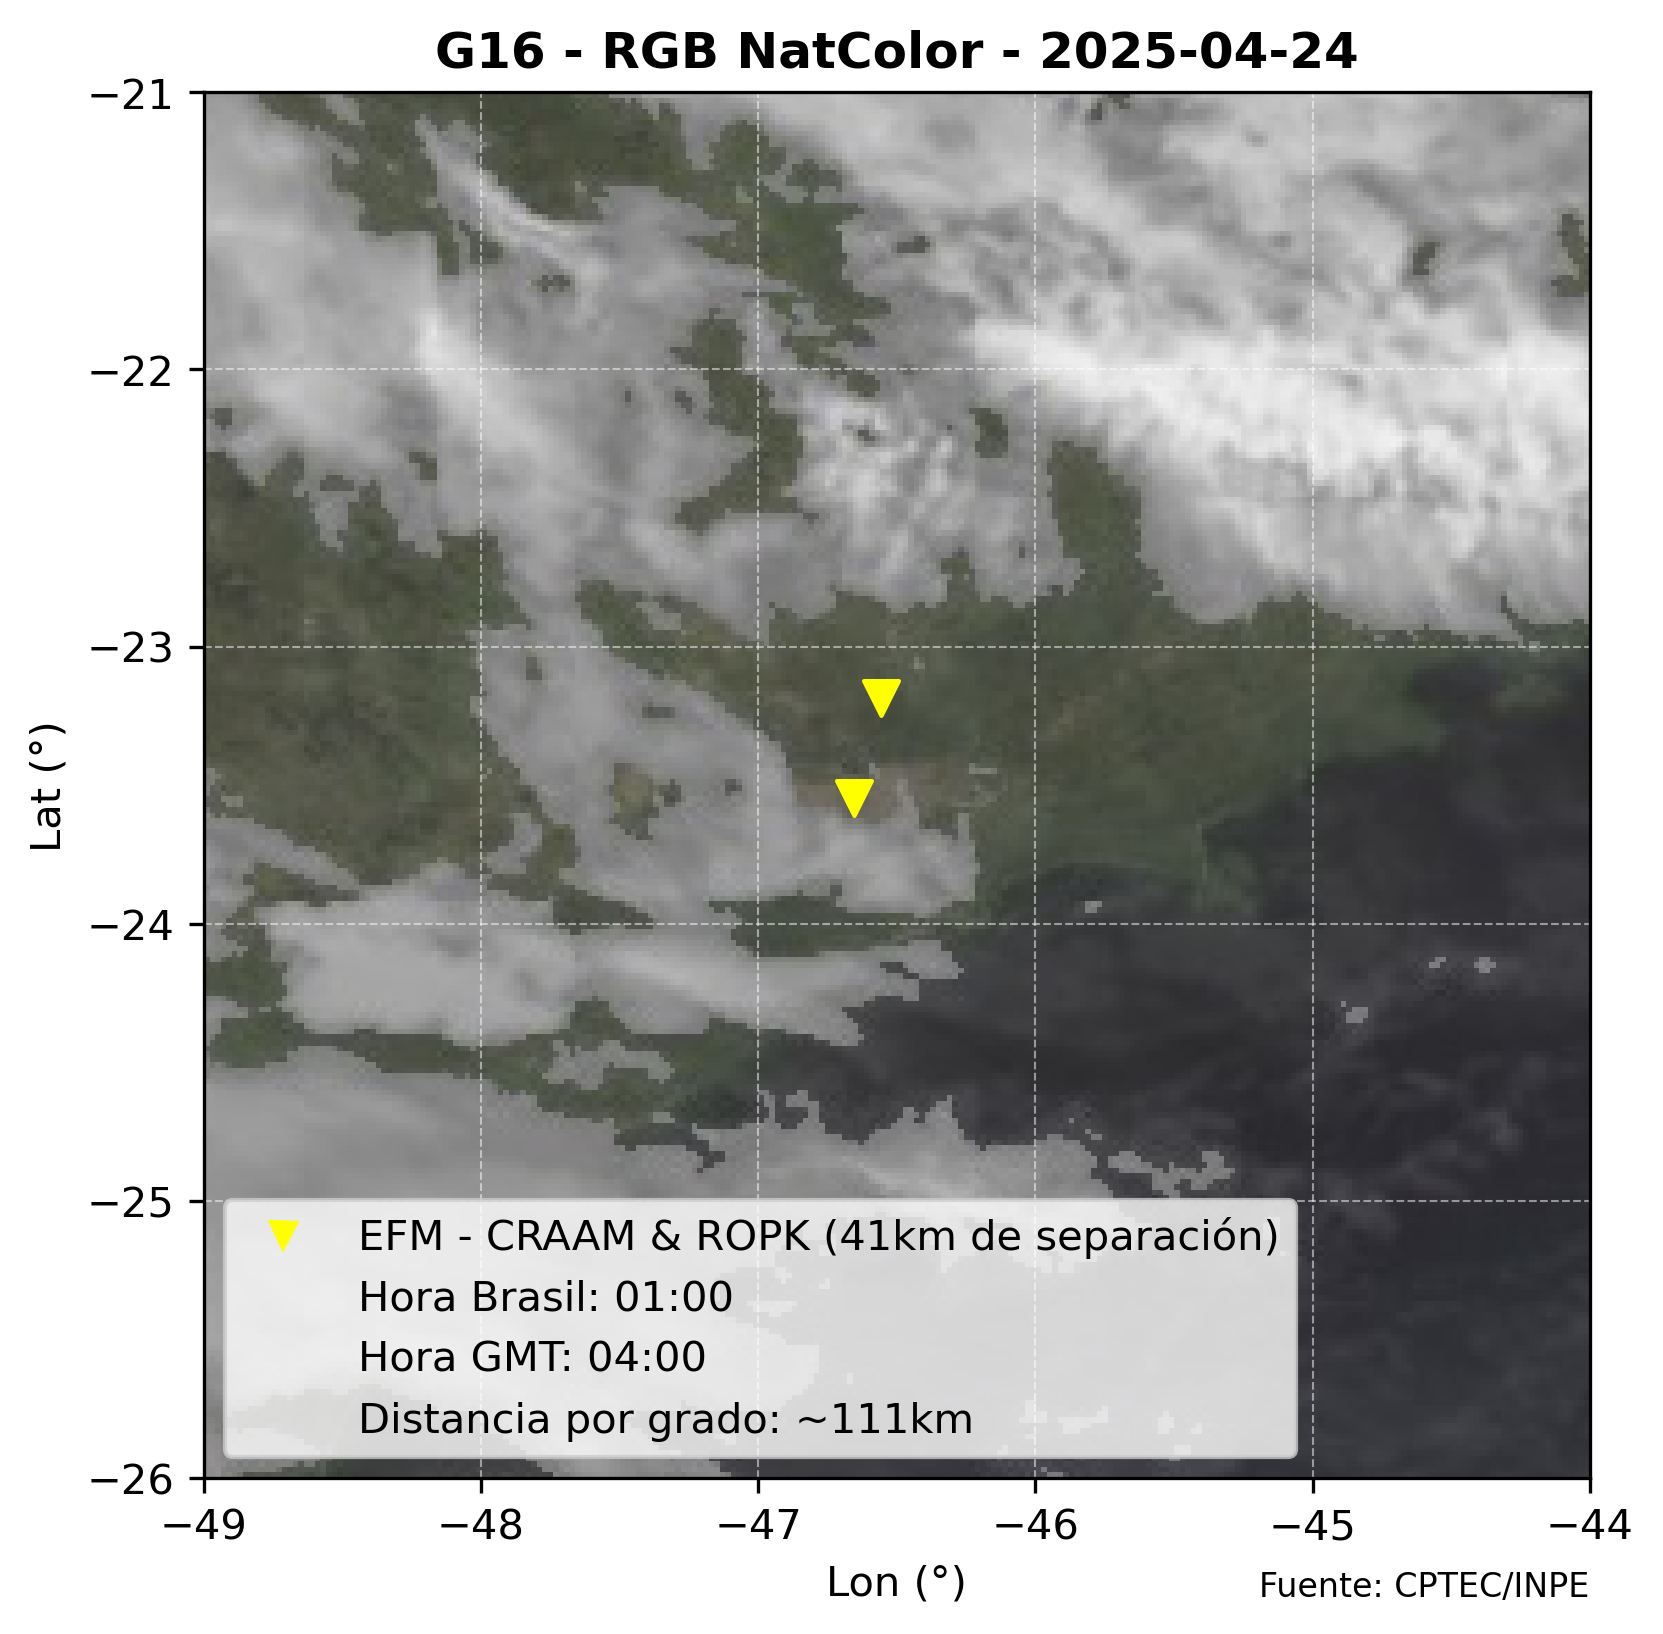 G16 - RGB NatColor - 2025-04-24
−21
−22
−23
−24
−25
−26
Lat (°)
EFM - CRAAM & ROPK (41km de separación)
Hora Brasil: 01:00
Hora GMT: 04:00
Distancia por grado: ~111km
−49 −48 −47 −46 −45 −44
Lon (°)
Fuente: CPTEC/INPE